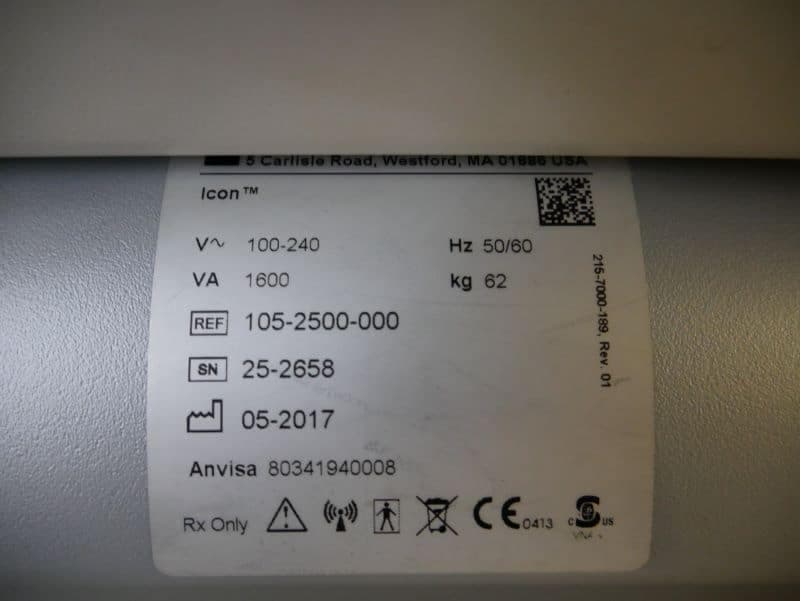 5 Carlisle Road, Westford, MA 01886 USA
Icon™
V~ 100-240 Hz 50/60
VA 1600 kg 62
REF 105-2500-000
SN 25-2658
05-2017
Anvisa 80341940008
Rx Only CE 0413 C US
215-7000-189, Rev. 01